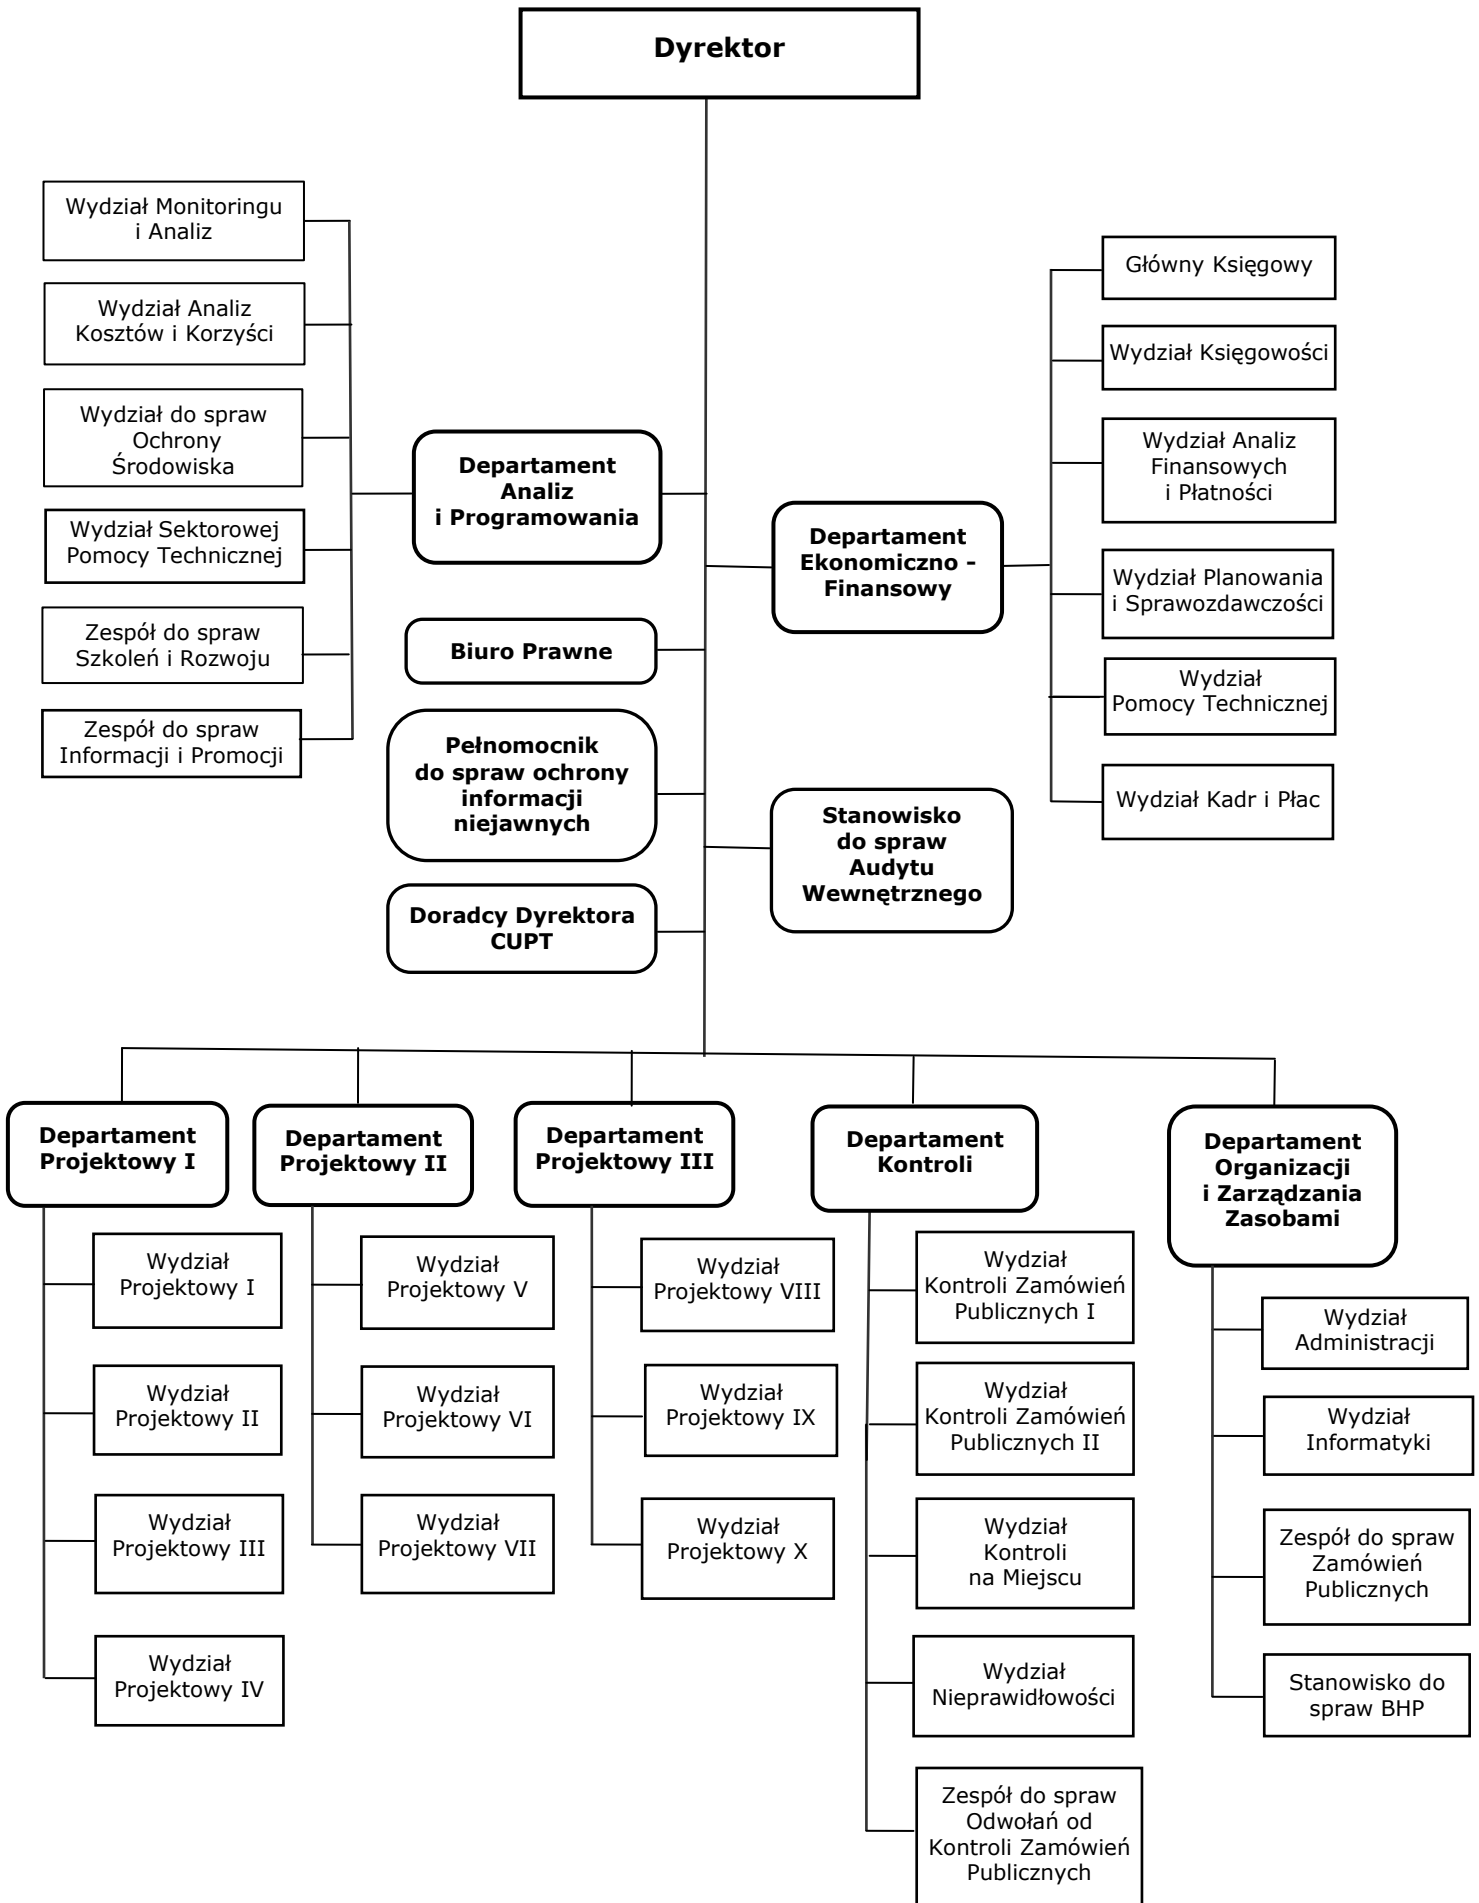 Dyrektor
Wydział Monitoringu
i Analiz
Wydział Analiz
Kosztów i Korzyści
Wydział do spraw
Ochrony
Środowiska
Wydział Sektorowej
Pomocy Technicznej
Zespół do spraw
Szkoleń i Rozwoju
Zespół do spraw
Informacji i Promocji
Departament
Analiz
i Programowania
Biuro Prawne
Pełnomocnik
do spraw ochrony
informacji
niejawnych
Doradcy Dyrektora
CUPT
Departament
Ekonomiczno -
Finansowy
Stanowisko
do spraw
Audytu
Wewnętrznego
Główny Księgowy
Wydział Księgowości
Wydział Analiz
Finansowych
i Płatności
Wydział Planowania
i Sprawozdawczości
Wydział
Pomocy Technicznej
Wydział Kadr i Płac
Departament
Projektowy I
Wydział
Projektowy I
Wydział
Projektowy II
Wydział
Projektowy III
Wydział
Projektowy IV
Departament
Projektowy II
Wydział
Projektowy V
Wydział
Projektowy VI
Wydział
Projektowy VII
Departament
Projektowy III
Wydział
Projektowy VIII
Wydział
Projektowy IX
Wydział
Projektowy X
Departament
Kontroli
Wydział
Kontroli Zamówień
Publicznych I
Wydział
Kontroli Zamówień
Publicznych II
Wydział
Kontroli
na Miejscu
Wydział
Nieprawidłowości
Zespół do spraw
Odwołań od
Kontroli Zamówień
Publicznych
Departament
Organizacji
i Zarządzania
Zasobami
Wydział
Administracji
Wydział
Informatyki
Zespół do spraw
Zamówień
Publicznych
Stanowisko do
spraw BHP